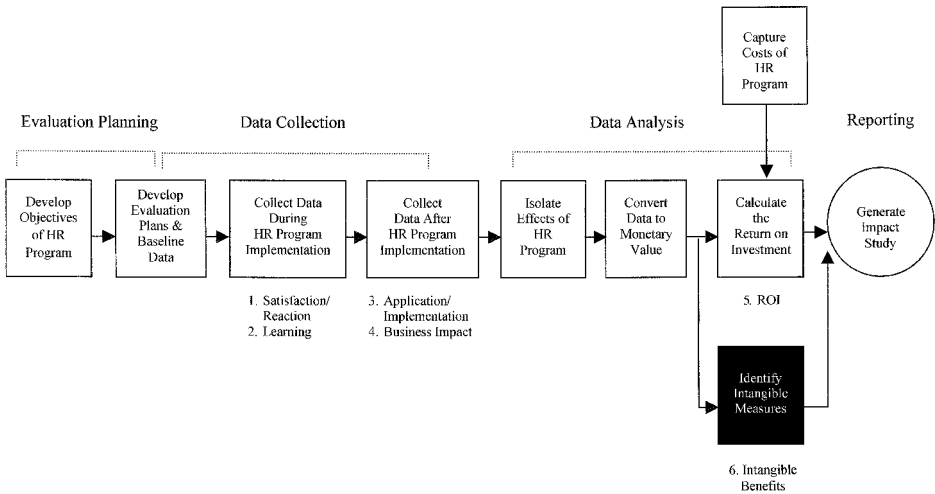 Capture
Costs of
HR
Program
Evaluation Planning
Data Collection
Data Analysis
Reporting
Develop
Objectives
of HR
Program
Develop
Evaluation
Plans &
Baseline
Data
Collect Data
During
HR Program
Implementation
Collect
Data After
HR Program
Implementation
Isolate
Effects of
HR
Program
Convert
Data to
Monetary
Value
Calculate
the
Return on
Investment
Generate
Impact
Study
1. Satisfaction/
Reaction
2. Learning
3. Application/
Implementation
4. Business Impact
5. ROI
Identify
Intangible
Measures
6. Intangible
Benefits